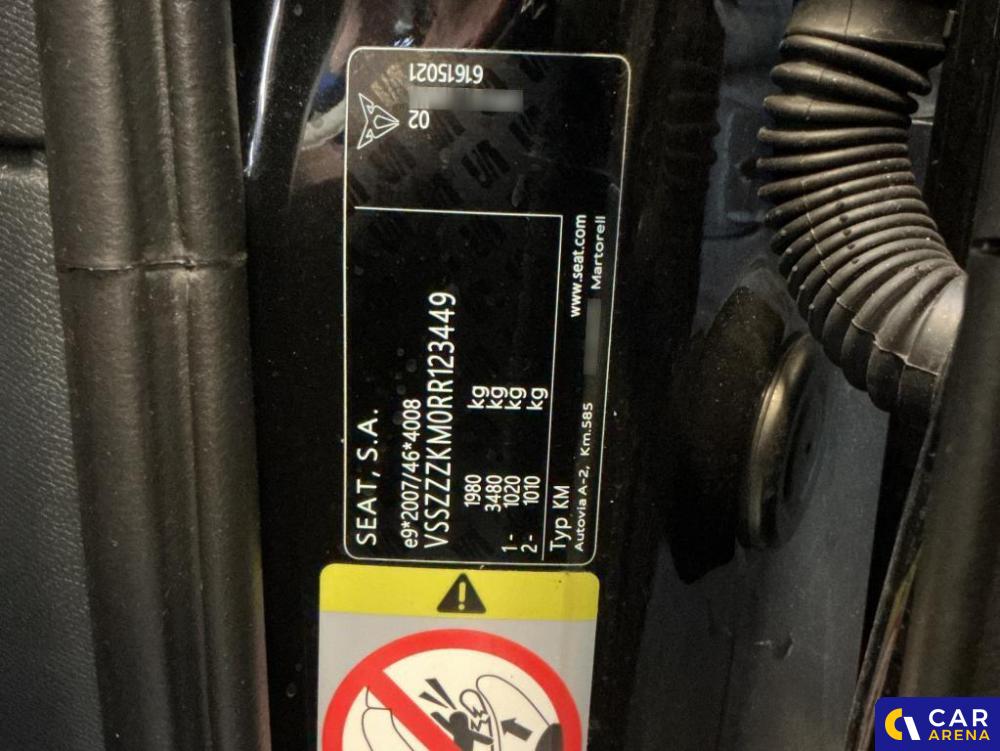 SEAT, S.A.
e9*2007/46*4008
VSSZZZKM0RR123449
1980 kg
3480 kg
1- 1020 kg
2- 1010 kg
Typ KM
www.seat.com
Autovia A-2, Km.585
Martorell
61615021
02
CAR
ARENA